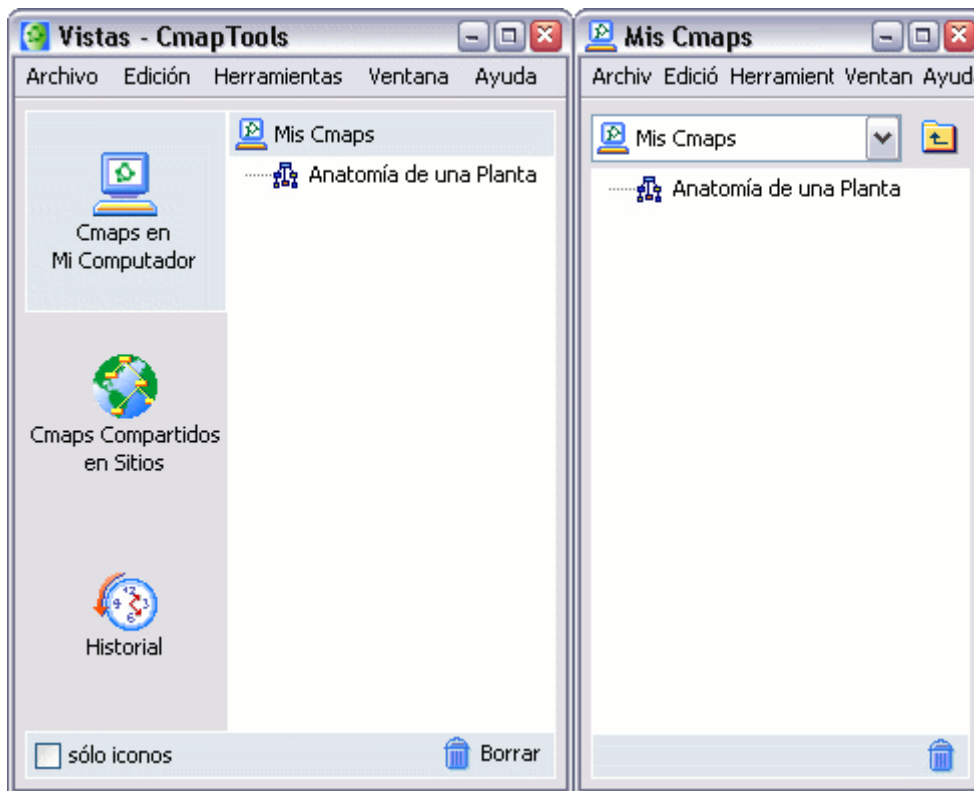 Vistas - CmapTools
Archivo Edición Herramientas Ventana Ayuda
Mis Cmaps
Anatomía de una Planta
Cmaps en
Mi Computador
Cmaps Compartidos
en Sitios
Historial
sólo iconos
Borrar
Mis Cmaps
Archiv Edició Herramient Ventan Ayuda
Mis Cmaps
Anatomía de una Planta